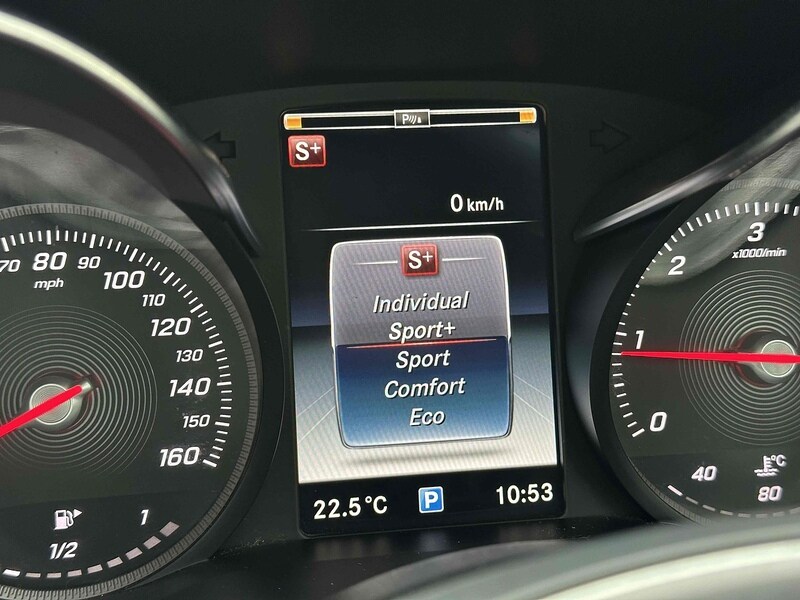 P
S+
0 km/h
S+
Individual
Sport+
Sport
Comfort
Eco
22.5°C P 10:53
70 80 90
mph
100
110
120
130
140
150
160
1/2 1
3
x1000/min
2
1
0
40 °C
80